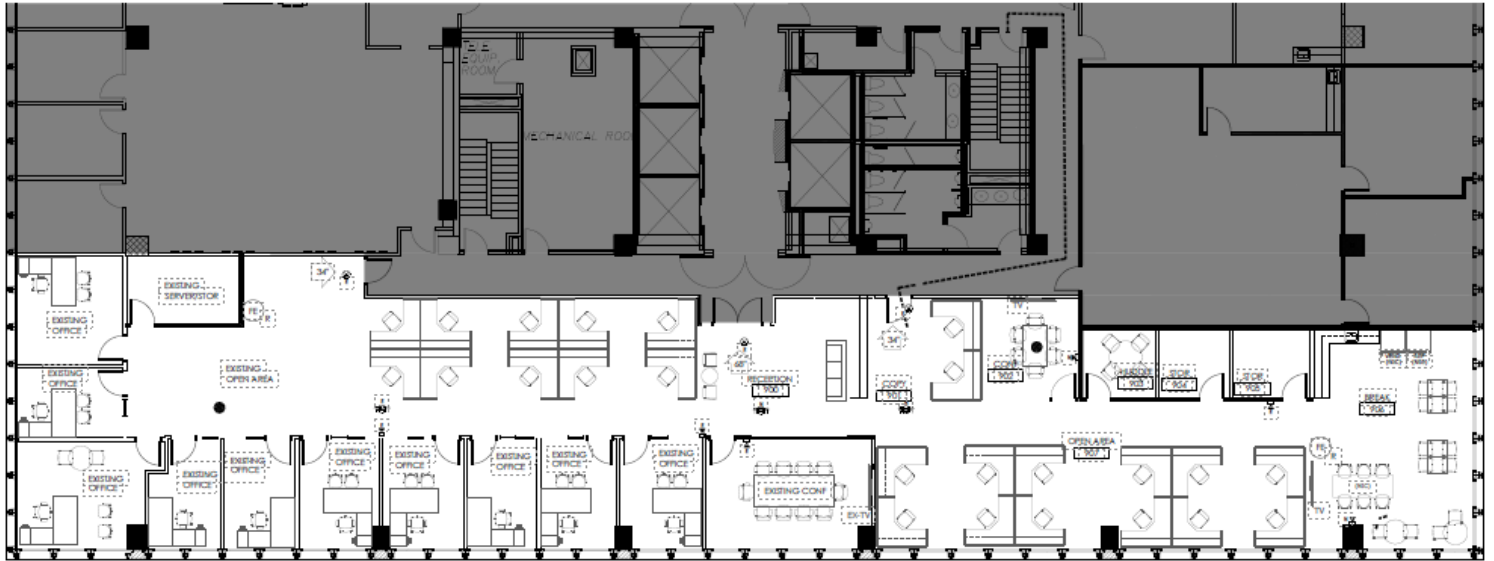 TELE
EQUIP.
ROOM
MECHANICAL ROOM
34"
EXISTING
SERVER/STOR
FE
R
EXISTING
OFFICE
TV
34"
68"
EXISTING
OFFICE
EXISTING
OPEN AREA
RECEPTION
900
COPY
901
CONF
902
HUDDLE
903
STOR
904
STOR
905
BREAK
906
EXISTING
OFFICE
EXISTING
OFFICE
EXISTING
OFFICE
EXISTING
OFFICE
EXISTING
OFFICE
EXISTING
OFFICE
EXISTING
OFFICE
EXISTING
OFFICE
EXISTING CONF
EX-TV
OPEN AREA
907
FE
R
(NIC)
TV